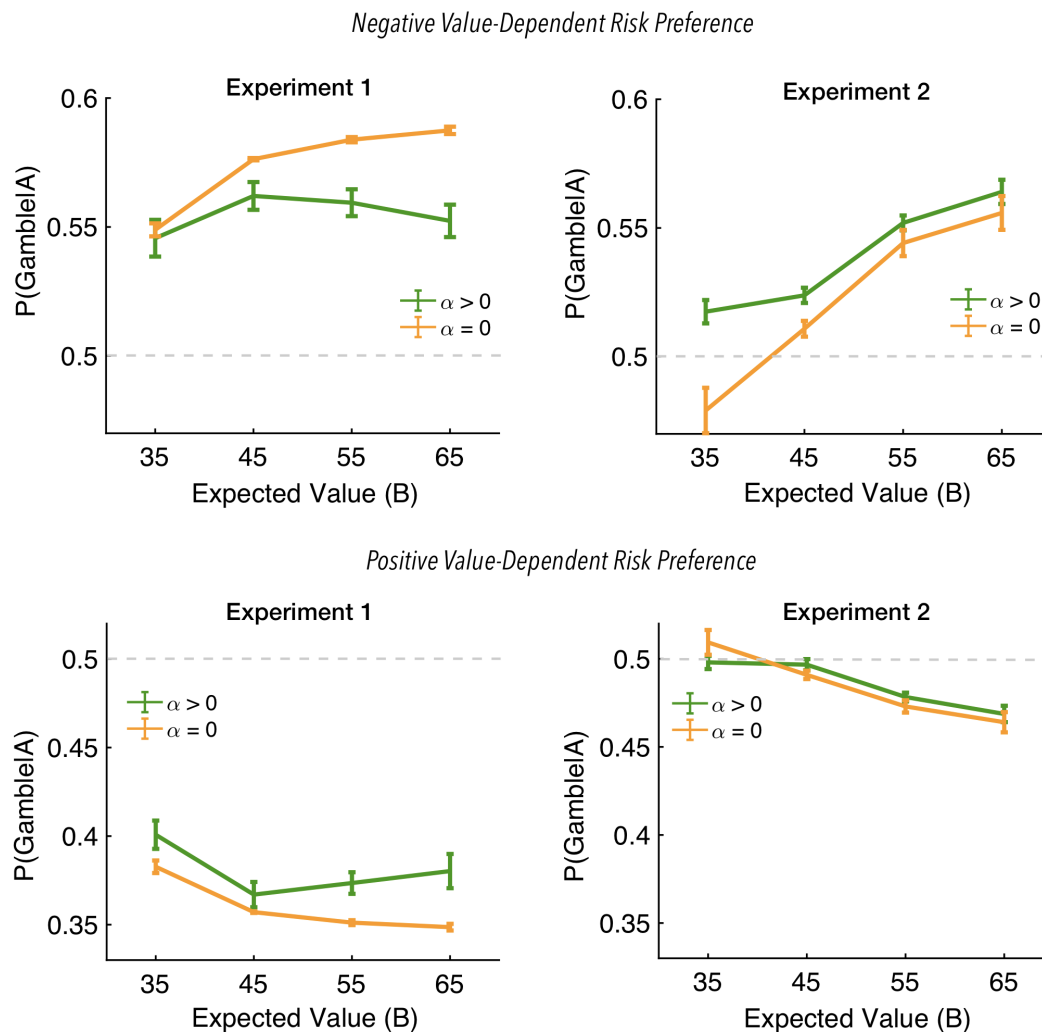 Negative Value-Dependent Risk Preference
Experiment 1
0.6
0.55
0.5
P(GambleIA)
α > 0
α = 0
35 45 55 65
Expected Value (B)
Experiment 2
0.6
0.55
0.5
P(GambleIA)
α > 0
α = 0
35 45 55 65
Expected Value (B)
Positive Value-Dependent Risk Preference
Experiment 1
0.5
0.45
0.4
0.35
P(GambleIA)
α > 0
α = 0
35 45 55 65
Expected Value (B)
Experiment 2
0.5
0.45
0.4
0.35
P(GambleIA)
α > 0
α = 0
35 45 55 65
Expected Value (B)